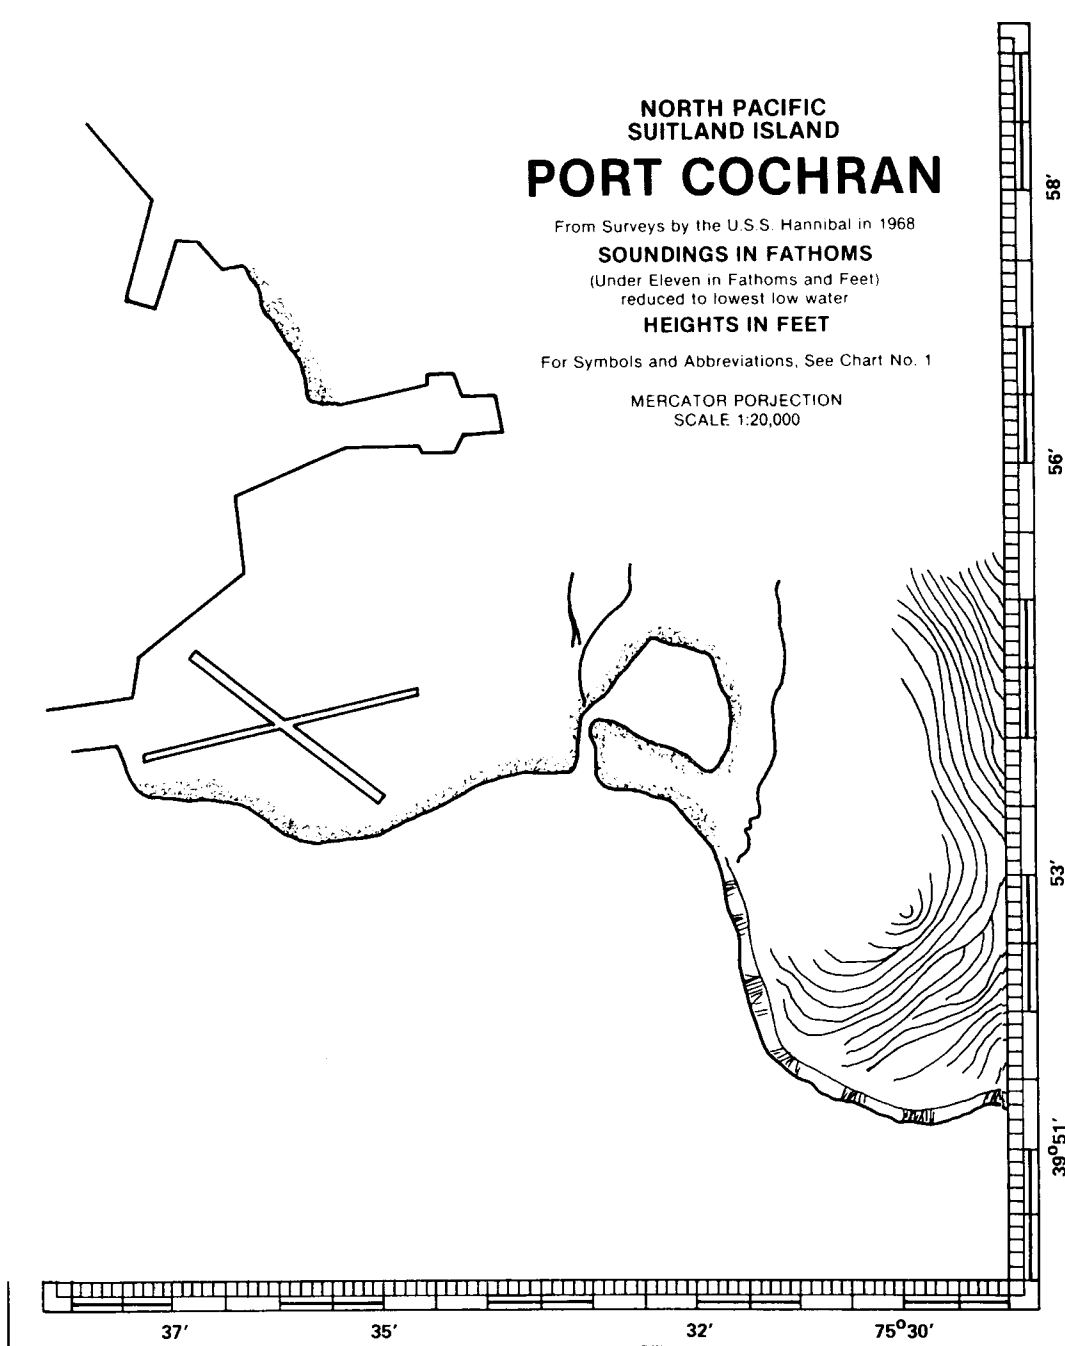 NORTH PACIFIC
SUITLAND ISLAND
PORT COCHRAN
From Surveys by the U.S.S. Hannibal in 1968
SOUNDINGS IN FATHOMS
(Under Eleven in Fathoms and Feet)
reduced to lowest low water
HEIGHTS IN FEET
For Symbols and Abbreviations, See Chart No. 1
MERCATOR PORJECTION
SCALE 1:20,000
58′
56′
53′
39°51′
37′
35′
32′
75°30′